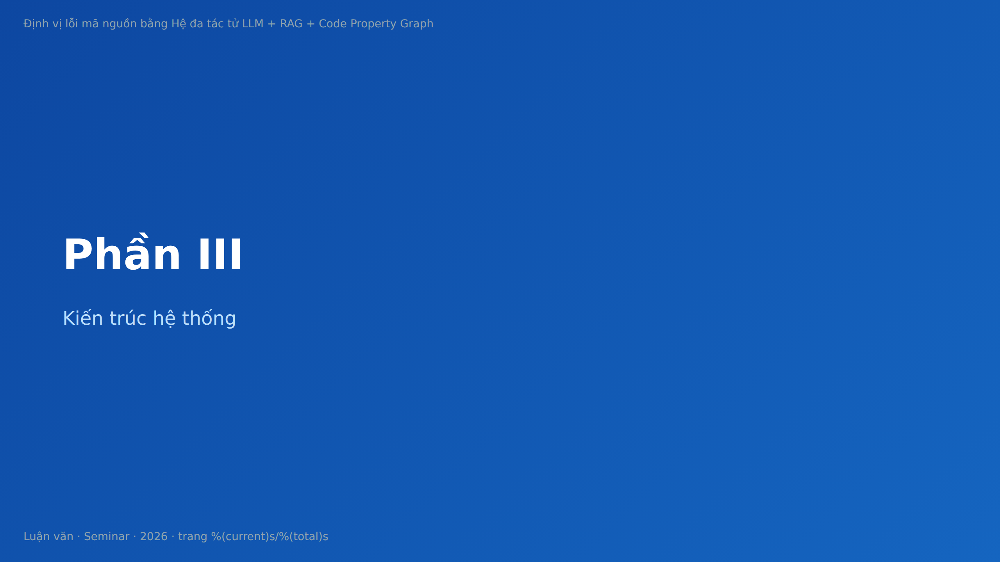 Định vị lỗi mã nguồn bằng Hệ đa tác tử LLM + RAG + Code Property Graph
Phần III
Kiến trúc hệ thống
Luận văn · Seminar · 2026 · trang %(current)s/%(total)s